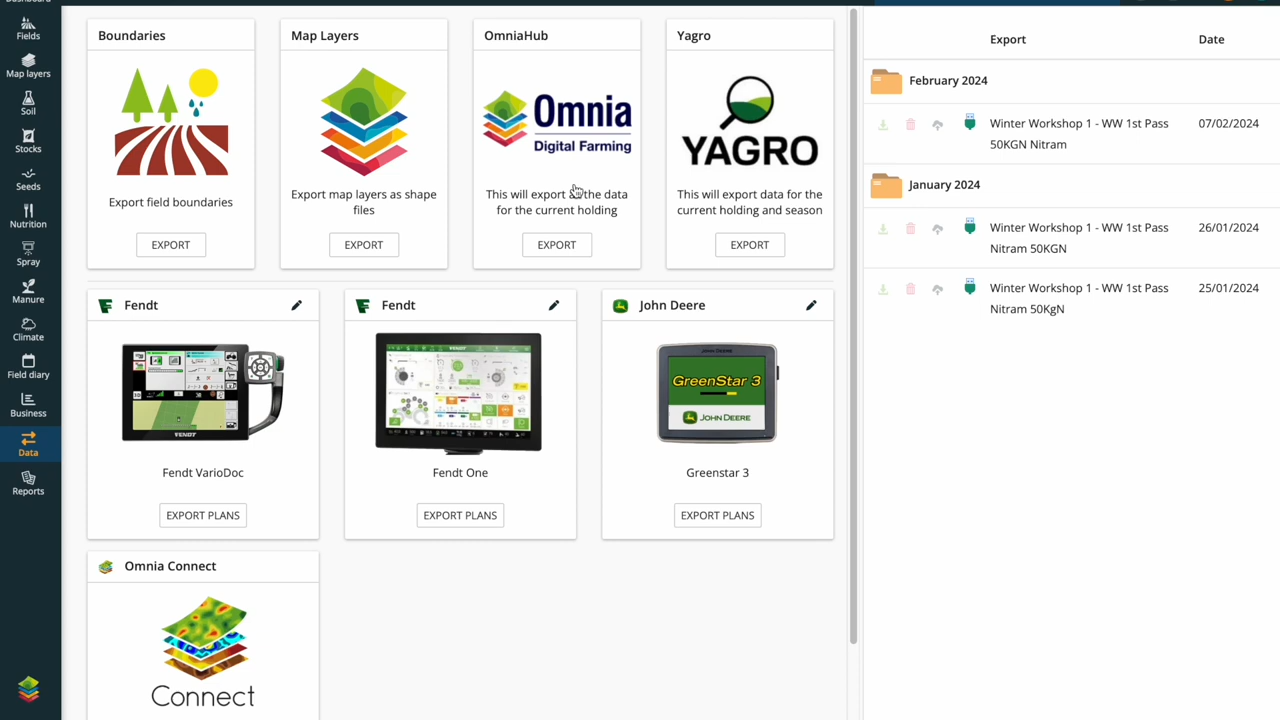 Fields
Map layers
Soil
Stocks
Seeds
Nutrition
Spray
Manure
Climate
Field diary
Business
Data
Reports
Boundaries
Export field boundaries
EXPORT
Map Layers
Export map layers as shape
files
EXPORT
OmniaHub
Omnia
Digital Farming
This will export the data
for the current holding
EXPORT
Yagro
YAGRO
This will export data for the
current holding and season
EXPORT
Fendt
FENDT
Fendt VarioDoc
EXPORT PLANS
Fendt
FENDT
Fendt One
EXPORT PLANS
John Deere
JOHN DEERE
GreenStar 3
JOHN DEERE
Greenstar 3
EXPORT PLANS
Omnia Connect
Connect
Export
Date
February 2024
Winter Workshop 1 - WW 1st Pass
50KGN Nitram
07/02/2024
January 2024
Winter Workshop 1 - WW 1st Pass
Nitram 50KGN
26/01/2024
Winter Workshop 1 - WW 1st Pass
Nitram 50KgN
25/01/2024